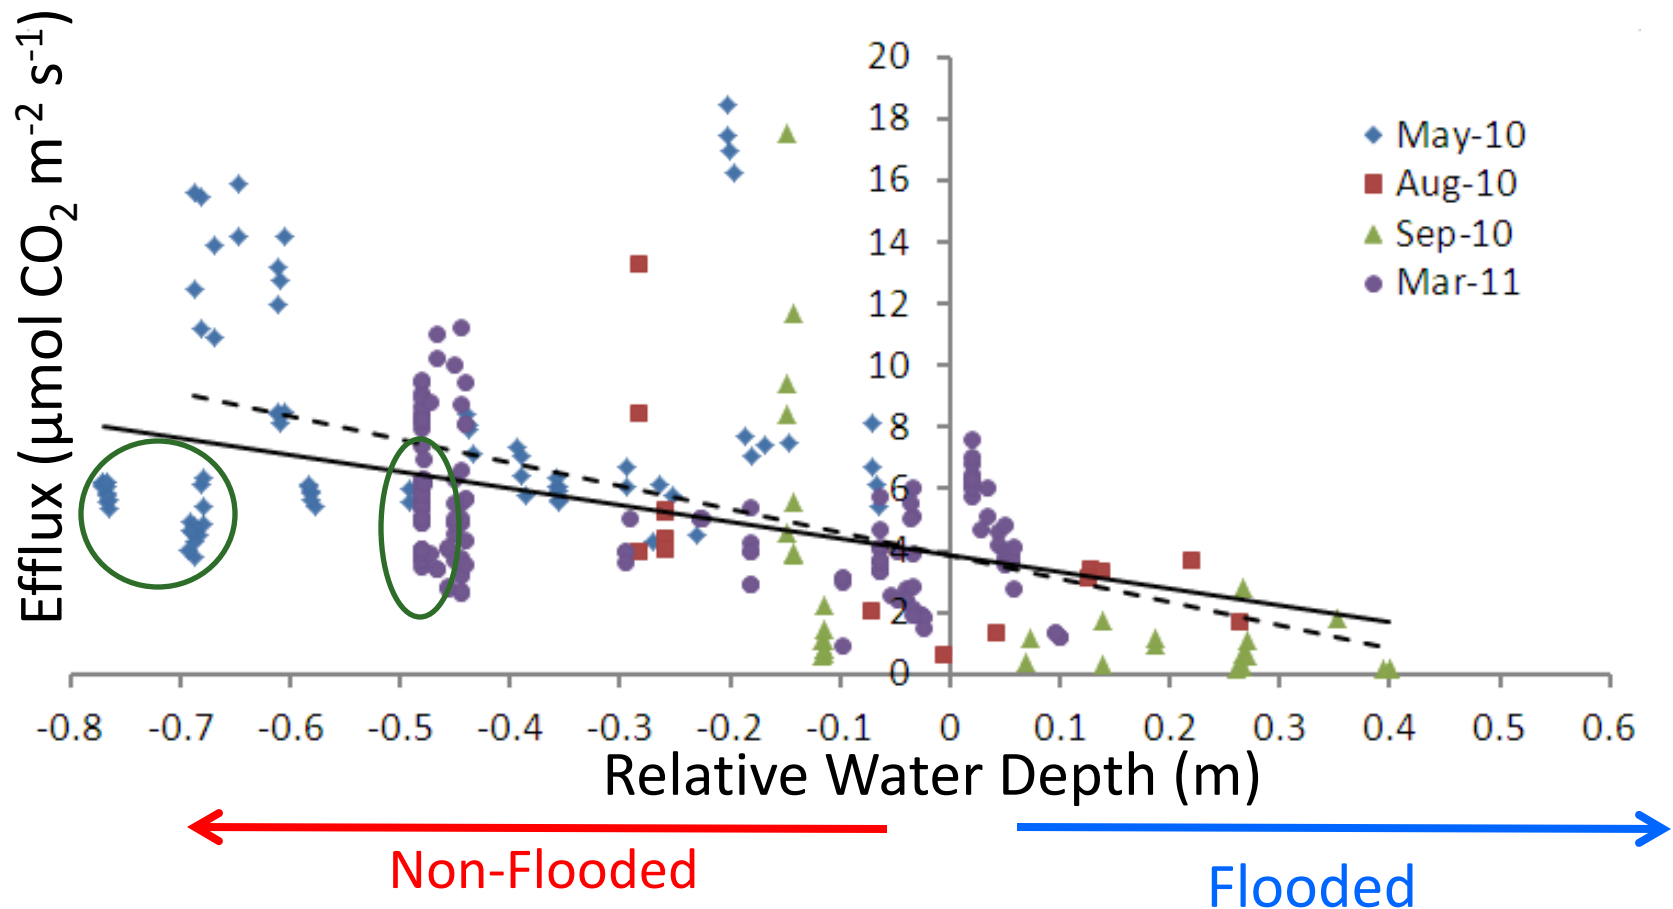 Efflux (µmol CO₂ m⁻² s⁻¹)
20
18
16
14
12
10
8
6
4
2
0
May-10
Aug-10
Sep-10
Mar-11
-0.8 -0.7 -0.6 -0.5 -0.4 -0.3 -0.2 -0.1 0 0.1 0.2 0.3 0.4 0.5 0.6
Relative Water Depth (m)
Non-Flooded
Flooded